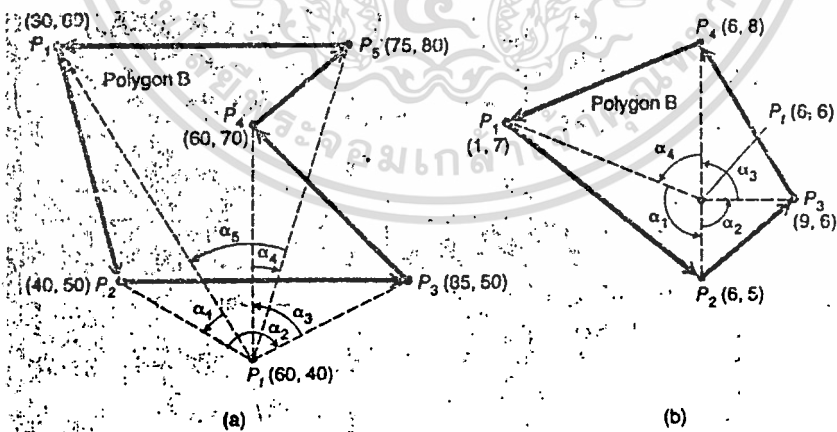 (30, 80)
P₁
P₅ (75, 80)
Polygon B
P₄
(60, 70)
α₅
α₄
(40, 50) P₂
P₃ (85, 50)
α₁
α₂
α₃
Pₜ (60, 40)
(a)
P₄ (6, 8)
Polygon B
Pₜ (6, 6)
P₁
(1, 7)
α₄
α₃
P₃
(9, 6)
α₁
α₂
P₂ (6, 5)
(b)